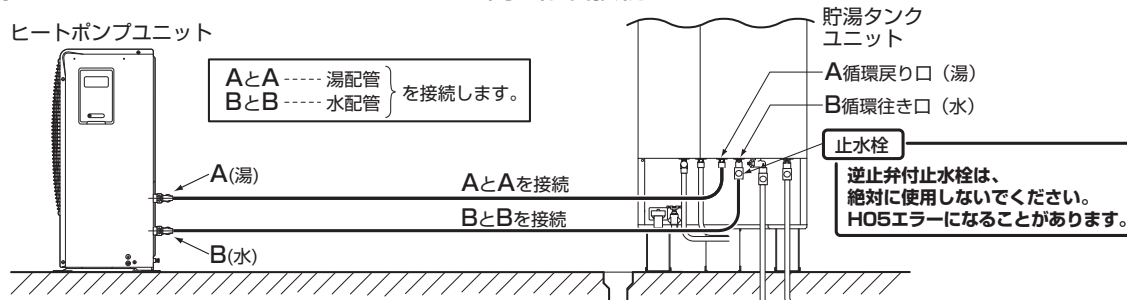 ヒートポンプユニット
AとA ----- 湯配管
BとB ----- 水配管
を接続します。
貯湯タンク
ユニット
A循環戻り口（湯）
B循環往き口（水）
止水栓
逆止弁付止水栓は、
絶対に使用しないでください。
H05エラーになることがあります。
A(湯)
AとAを接続
BとBを接続
B(水)